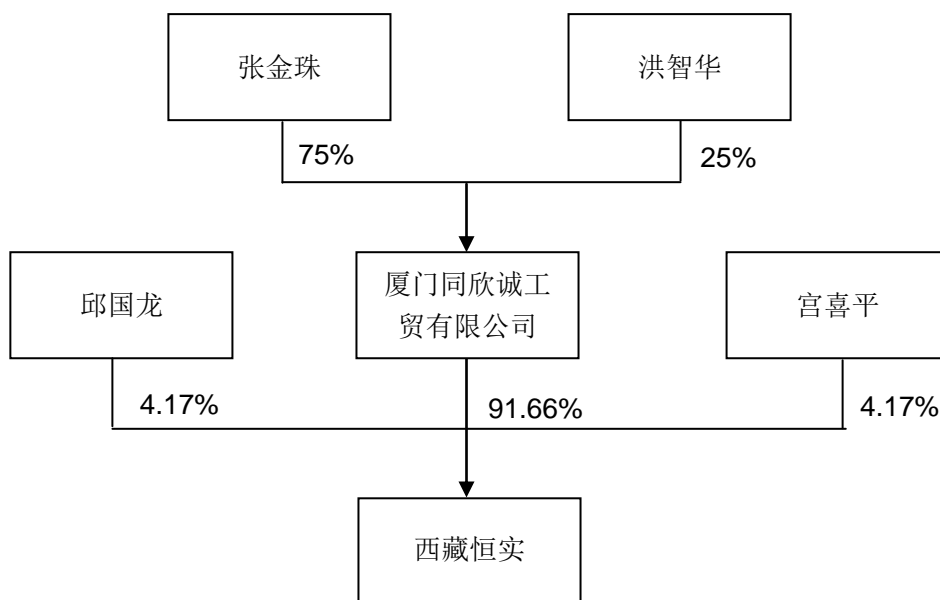 张金珠
洪智华
75%
25%
邱国龙
厦门同欣诚工
贸有限公司
宫喜平
4.17%
91.66%
4.17%
西藏恒实